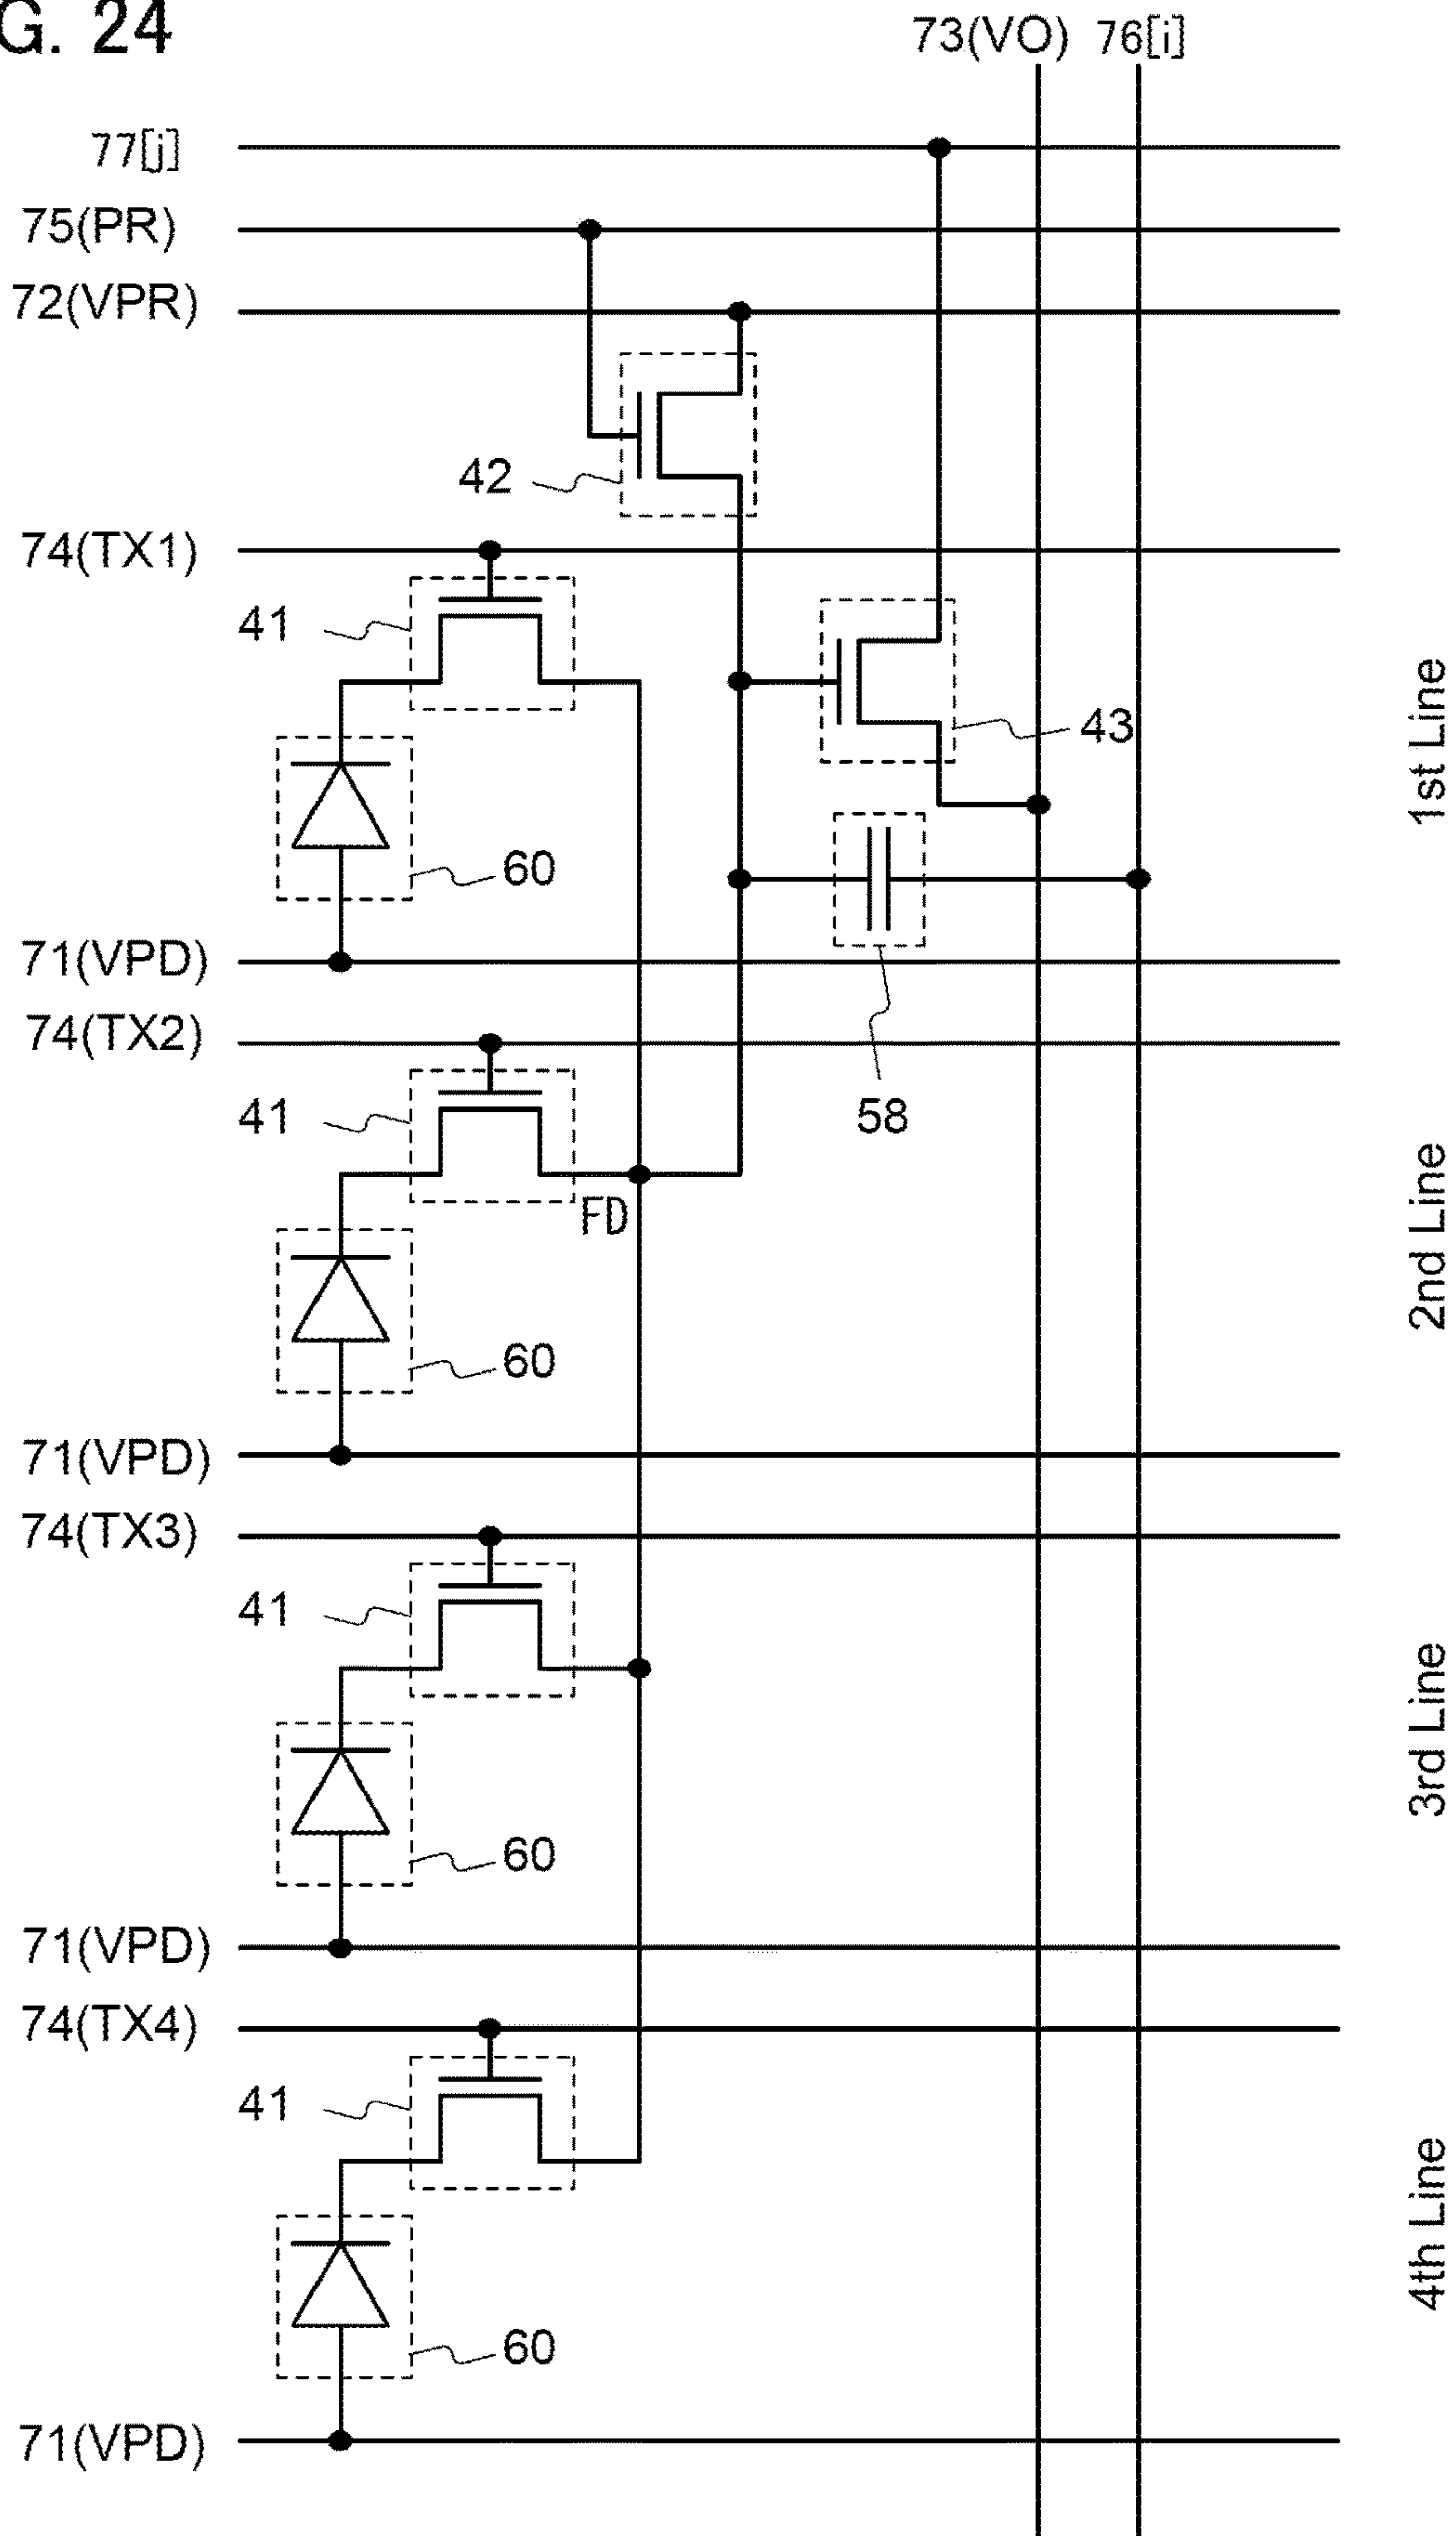 G. 24
73(VO) 76[i]
77[j]
75(PR)
72(VPR)
42
74(TX1)
41
43
1st Line
60
71(VPD)
74(TX2)
41
58
FD
2nd Line
60
71(VPD)
74(TX3)
41
3rd Line
60
71(VPD)
74(TX4)
41
4th Line
60
71(VPD)